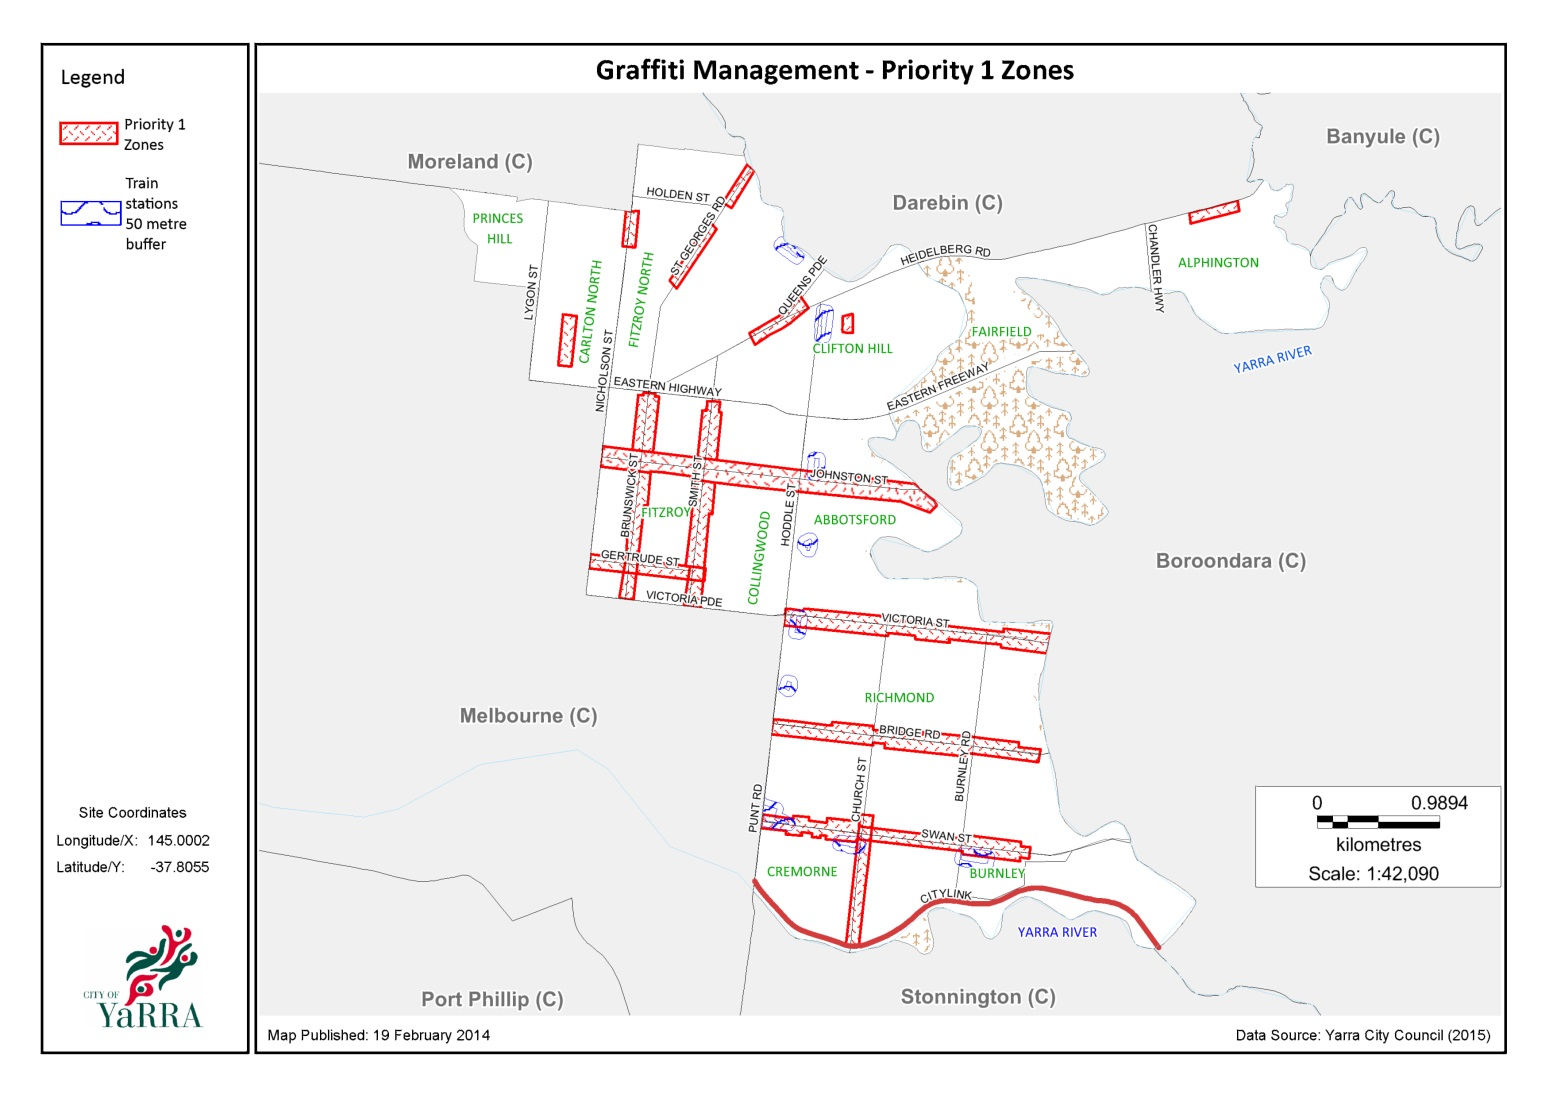 Legend
Priority 1
Zones
Train
stations
50 metre
buffer
Site Coordinates
Longitude/X: 145.0002
Latitude/Y: -37.8055
CITY OF
YaRRA
Graffiti Management - Priority 1 Zones
Banyule (C)
Moreland (C)
Darebin (C)
HOLDEN ST
PRINCES
HILL
ST GEORGES RD
CHANDLER HWY
HEIDELBERG RD
ALPHINGTON
LYGON ST
CARLTON NORTH
FITZROY NORTH
QUEENS PDE
FAIRFIELD
CLIFTON HILL
YARRA RIVER
NICHOLSON ST
EASTERN HIGHWAY
EASTERN FREEWAY
JOHNSTON ST
BRUNSWICK ST
SMITH ST
FITZROY
HODDLE ST
ABBOTSFORD
COLLINGWOOD
GERTRUDE ST
Boroondara (C)
VICTORIA PDE
VICTORIA ST
RICHMOND
Melbourne (C)
BRIDGE RD
BURNLEY RD
CHURCH ST
PUNT RD
SWAN ST
0 0.9894
kilometres
Scale: 1:42,090
CREMORNE
BURNLEY
CITYLINK
YARRA RIVER
Port Phillip (C)
Stonnington (C)
Map Published: 19 February 2014
Data Source: Yarra City Council (2015)